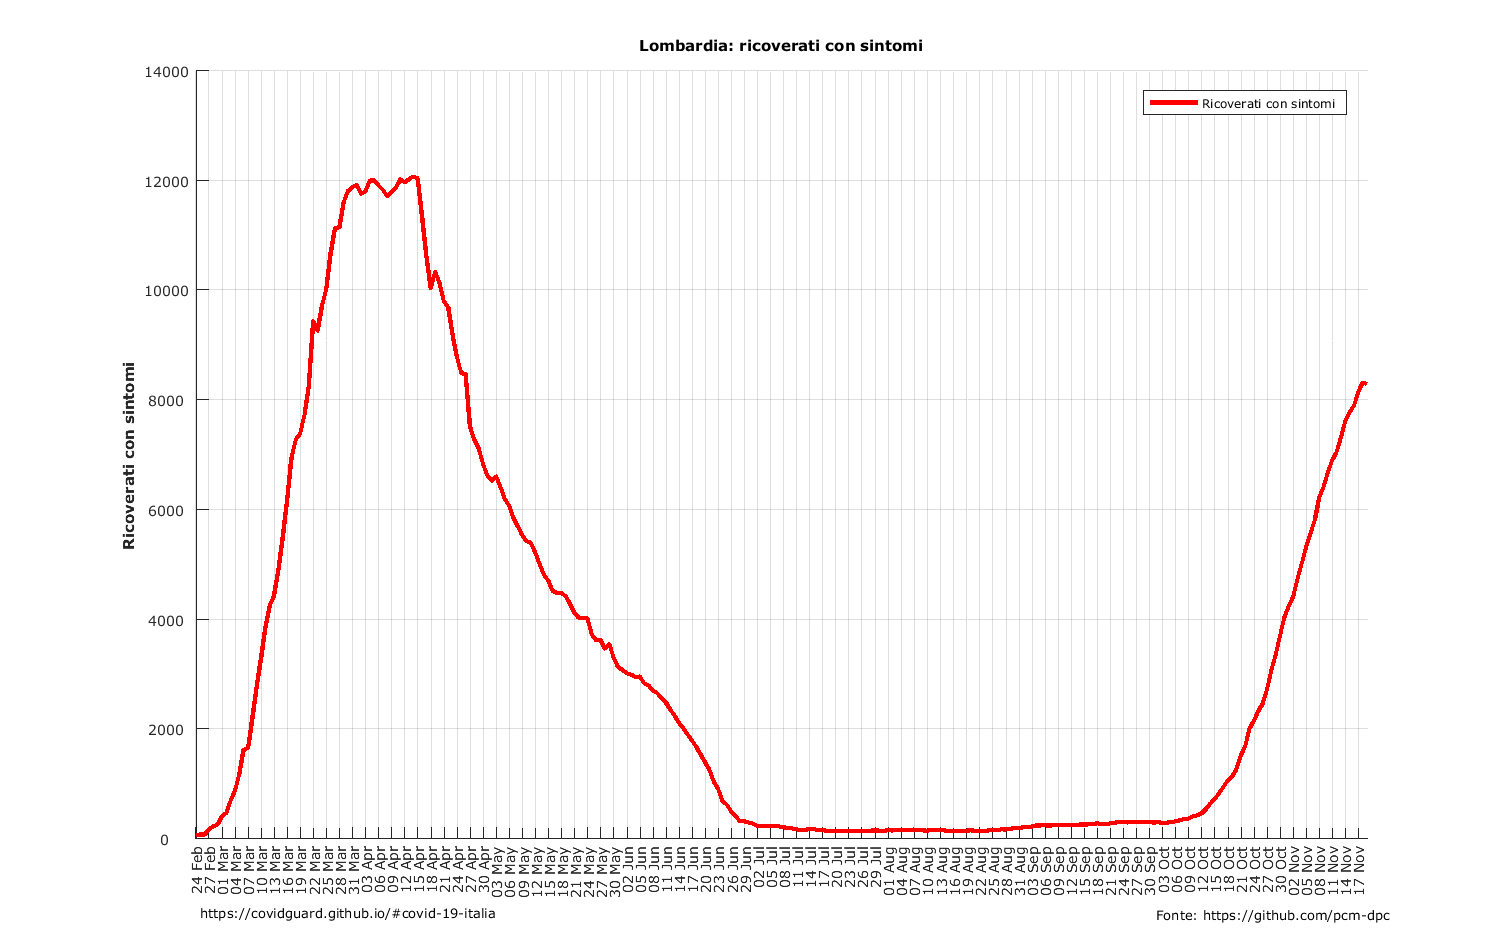 Lombardia: ricoverati con sintomi
Ricoverati con sintomi
14000
12000
10000
8000
6000
4000
2000
0
Ricoverati con sintomi
24 Feb
27 Feb
01 Mar
04 Mar
07 Mar
10 Mar
13 Mar
16 Mar
19 Mar
22 Mar
25 Mar
28 Mar
31 Mar
03 Apr
06 Apr
09 Apr
12 Apr
15 Apr
18 Apr
21 Apr
24 Apr
27 Apr
30 Apr
03 May
06 May
09 May
12 May
15 May
18 May
21 May
24 May
27 May
30 May
02 Jun
05 Jun
08 Jun
11 Jun
14 Jun
17 Jun
20 Jun
23 Jun
26 Jun
29 Jun
02 Jul
05 Jul
08 Jul
11 Jul
14 Jul
17 Jul
20 Jul
23 Jul
26 Jul
29 Jul
01 Aug
04 Aug
07 Aug
10 Aug
13 Aug
16 Aug
19 Aug
22 Aug
25 Aug
28 Aug
31 Aug
03 Sep
06 Sep
09 Sep
12 Sep
15 Sep
18 Sep
21 Sep
24 Sep
27 Sep
30 Sep
03 Oct
06 Oct
09 Oct
12 Oct
15 Oct
18 Oct
21 Oct
24 Oct
27 Oct
30 Oct
02 Nov
05 Nov
08 Nov
11 Nov
14 Nov
17 Nov
https://covidguard.github.io/#covid-19-italia
Fonte: https://github.com/pcm-dpc